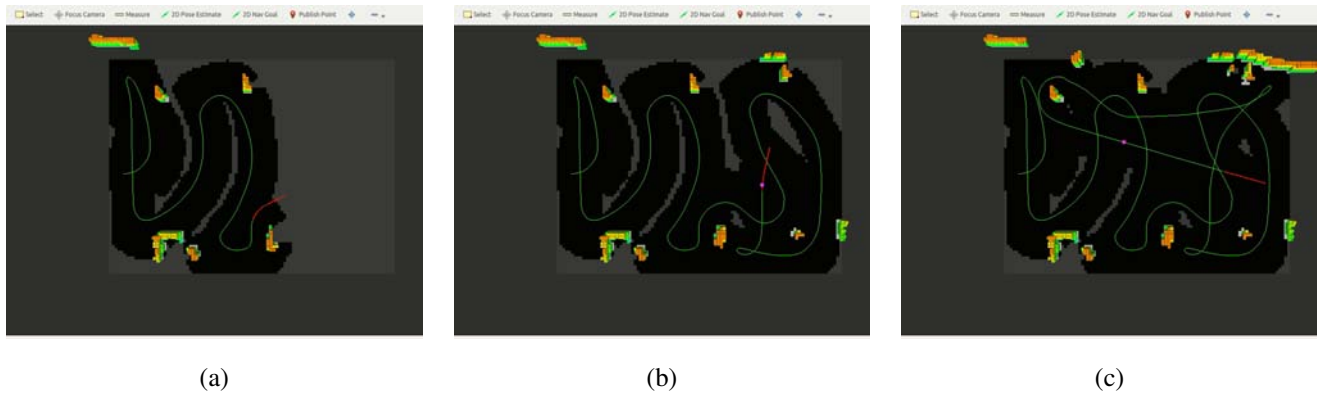 Select Focus Camera Measure 2D Pose Estimate 2D Nav Goal Publish Point
Select Focus Camera Measure 2D Pose Estimate 2D Nav Goal Publish Point
Select Focus Camera Measure 2D Pose Estimate 2D Nav Goal Publish Point
(a)
(b)
(c)